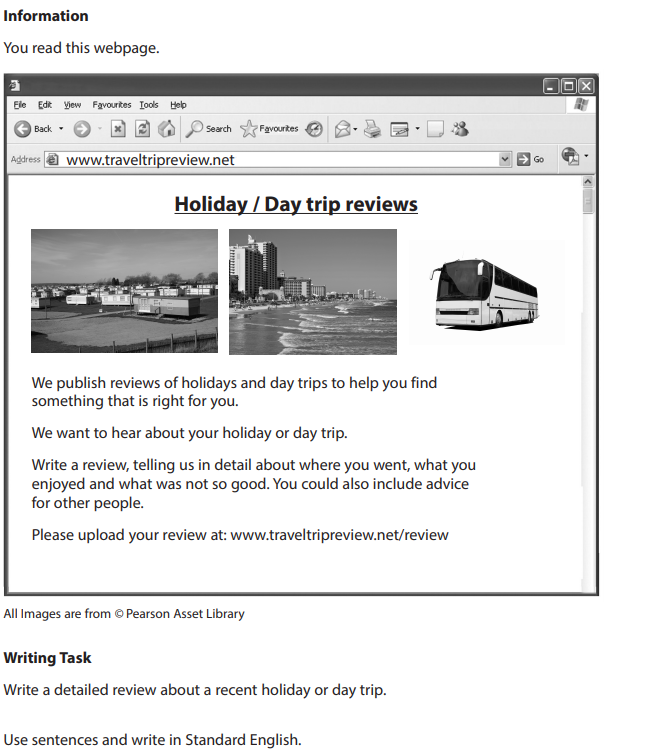 Information
You read this webpage.
File Edit View Favourites Tools Help
Back Search Favourites
Address www.traveltripreview.net Go
Holiday / Day trip reviews
We publish reviews of holidays and day trips to help you find
something that is right for you.
We want to hear about your holiday or day trip.
Write a review, telling us in detail about where you went, what you
enjoyed and what was not so good. You could also include advice
for other people.
Please upload your review at: www.traveltripreview.net/review
All Images are from © Pearson Asset Library
Writing Task
Write a detailed review about a recent holiday or day trip.
Use sentences and write in Standard English.